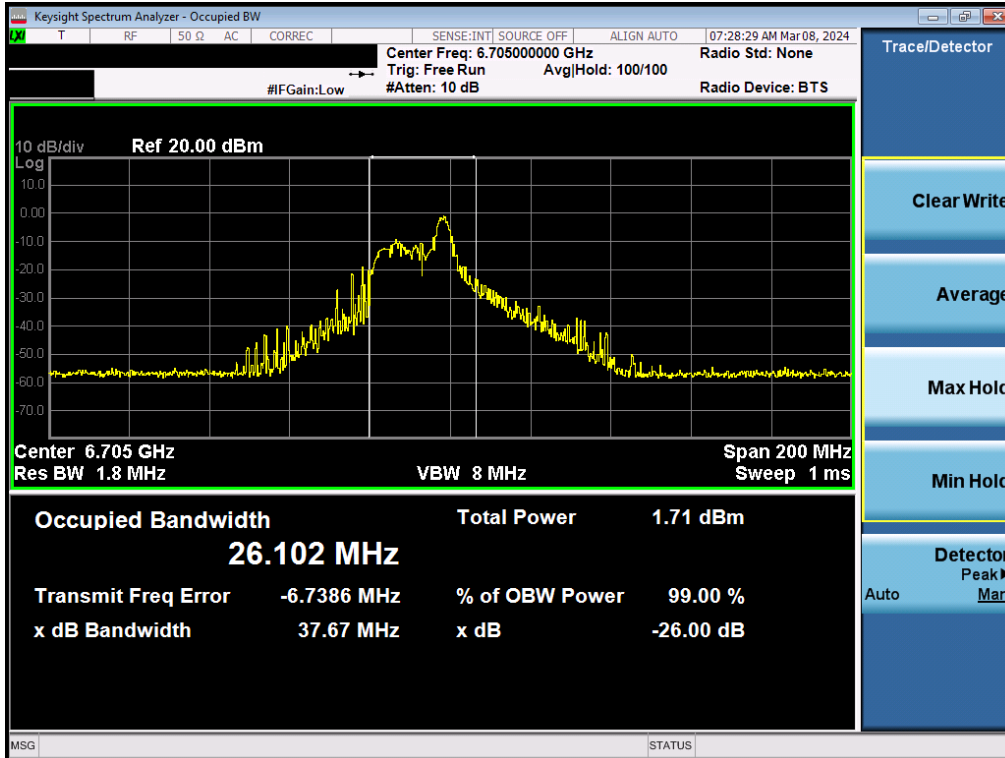 Keysight Spectrum Analyzer - Occupied BW
LXI T RF 50 Ω AC CORREC SENSE:INT SOURCE OFF ALIGN AUTO 07:28:29 AM Mar 08, 2024
Center Freq: 6.705000000 GHz Radio Std: None
Trig: Free Run Avg|Hold: 100/100
#IFGain:Low #Atten: 10 dB Radio Device: BTS
10 dB/div Ref 20.00 dBm
Log
10.0
0.00
-10.0
-20.0
-30.0
-40.0
-50.0
-60.0
-70.0
Center 6.705 GHz Span 200 MHz
Res BW 1.8 MHz VBW 8 MHz Sweep 1 ms
Occupied Bandwidth Total Power 1.71 dBm
26.102 MHz
Transmit Freq Error -6.7386 MHz % of OBW Power 99.00 %
x dB Bandwidth 37.67 MHz x dB -26.00 dB
MSG STATUS
Trace/Detector
Clear Write
Average
Max Hold
Min Hold
Detector
Peak
Auto Man